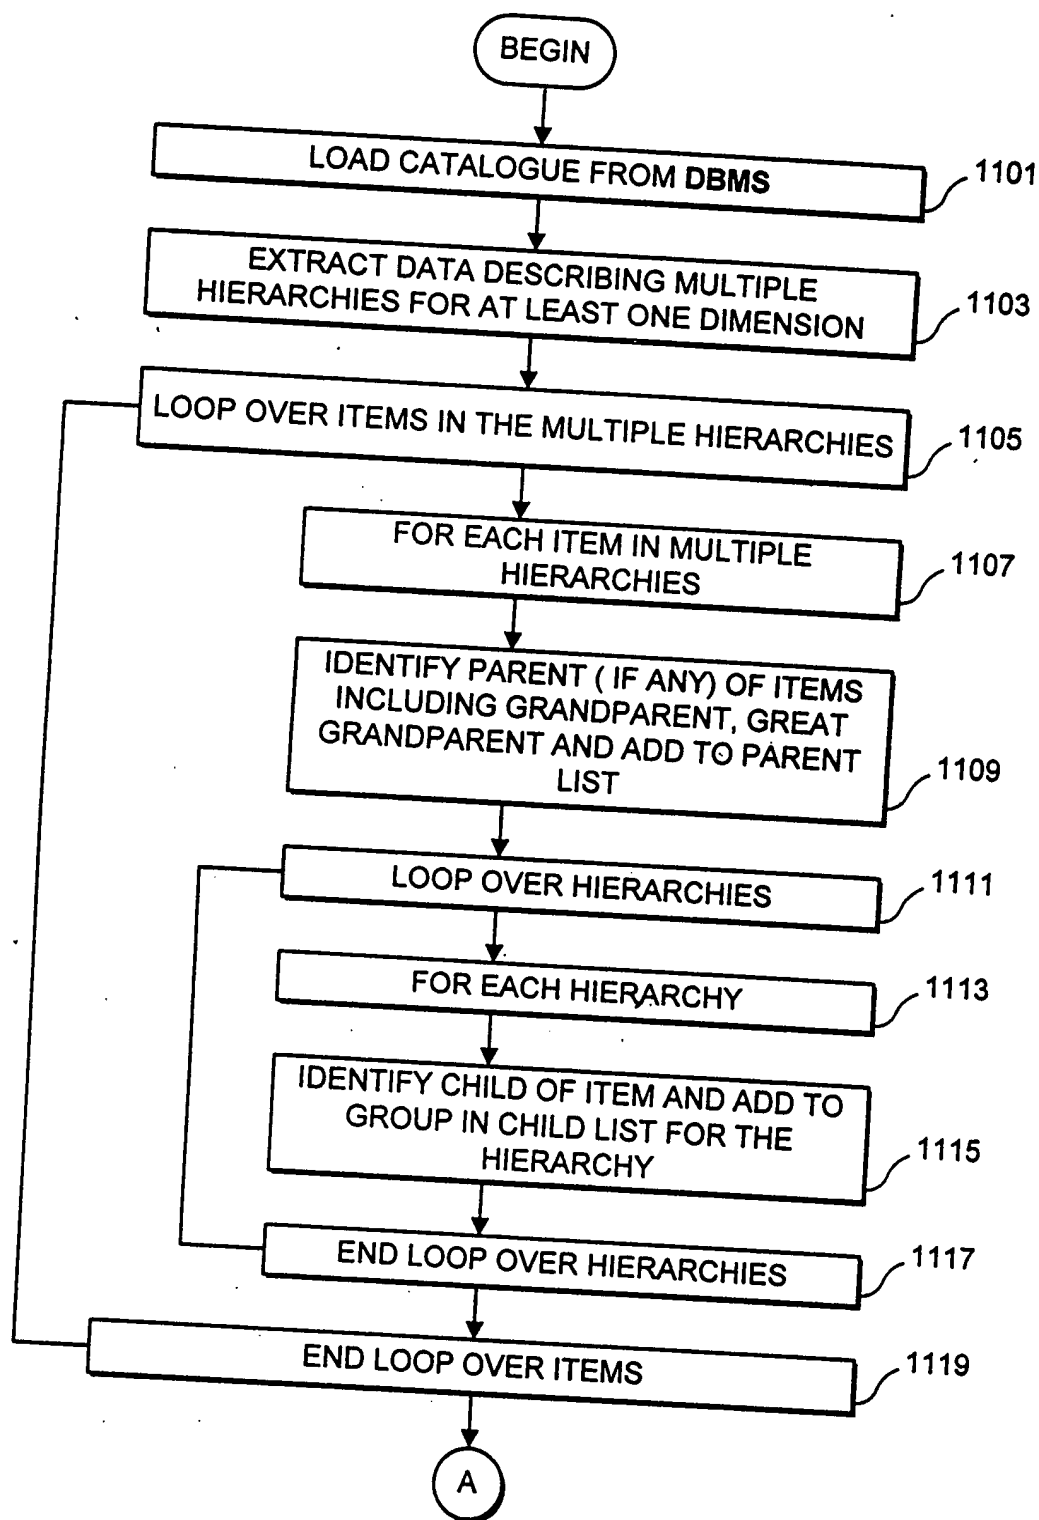 BEGIN
LOAD CATALOGUE FROM DBMS
1101
EXTRACT DATA DESCRIBING MULTIPLE
HIERARCHIES FOR AT LEAST ONE DIMENSION
1103
LOOP OVER ITEMS IN THE MULTIPLE HIERARCHIES
1105
FOR EACH ITEM IN MULTIPLE
HIERARCHIES
1107
IDENTIFY PARENT ( IF ANY) OF ITEMS
INCLUDING GRANDPARENT, GREAT
GRANDPARENT AND ADD TO PARENT
LIST
1109
LOOP OVER HIERARCHIES
1111
FOR EACH HIERARCHY
1113
IDENTIFY CHILD OF ITEM AND ADD TO
GROUP IN CHILD LIST FOR THE
HIERARCHY
1115
END LOOP OVER HIERARCHIES
1117
END LOOP OVER ITEMS
1119
A